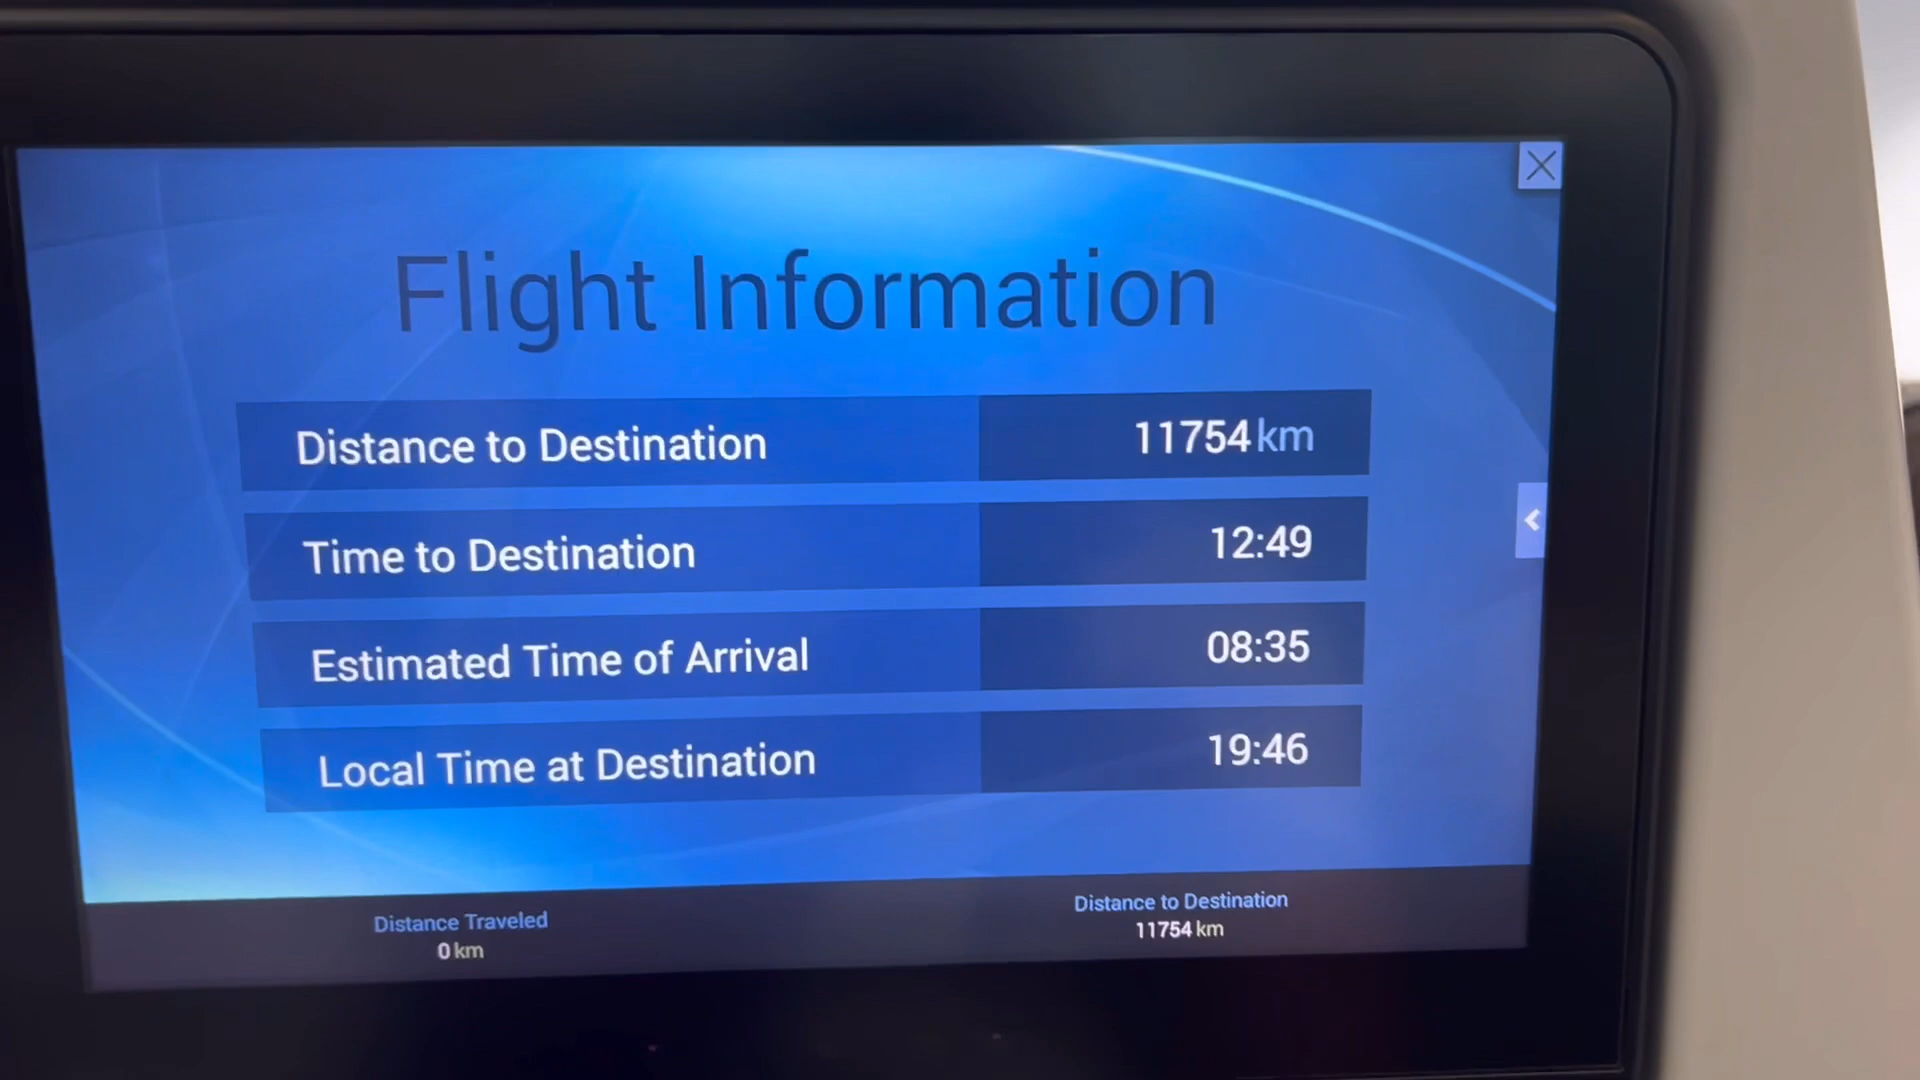 Flight Information
Distance to Destination 11754 km
Time to Destination 12:49
Estimated Time of Arrival 08:35
Local Time at Destination 19:46
Distance Traveled
0 km
Distance to Destination
11754 km